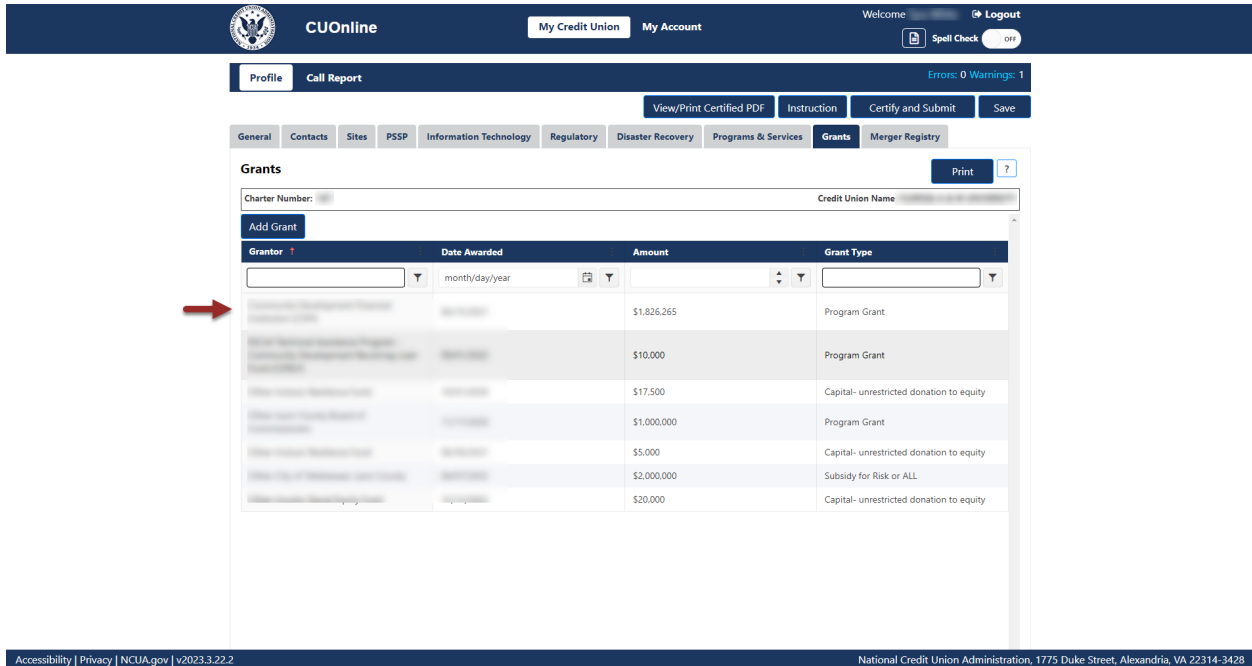 CUOnline
My Credit Union My Account
Welcome Logout
Spell Check OFF
Profile Call Report
Errors: 0 Warnings: 1
View/Print Certified PDF Instruction Certify and Submit Save
General Contacts Sites PSSP Information Technology Regulatory Disaster Recovery Programs & Services Grants Merger Registry
Grants
Print ?
Charter Number: Credit Union Name
Add Grant
Grantor ↑ Date Awarded Amount Grant Type
month/day/year
$1,826,265 Program Grant
$10,000 Program Grant
$17,500 Capital- unrestricted donation to equity
$1,000,000 Program Grant
$5,000 Capital- unrestricted donation to equity
$2,000,000 Subsidy for Risk or ALL
$20,000 Capital- unrestricted donation to equity
Accessibility | Privacy | NCUA.gov | v2023.3.22.2 National Credit Union Administration, 1775 Duke Street, Alexandria, VA 22314-3428